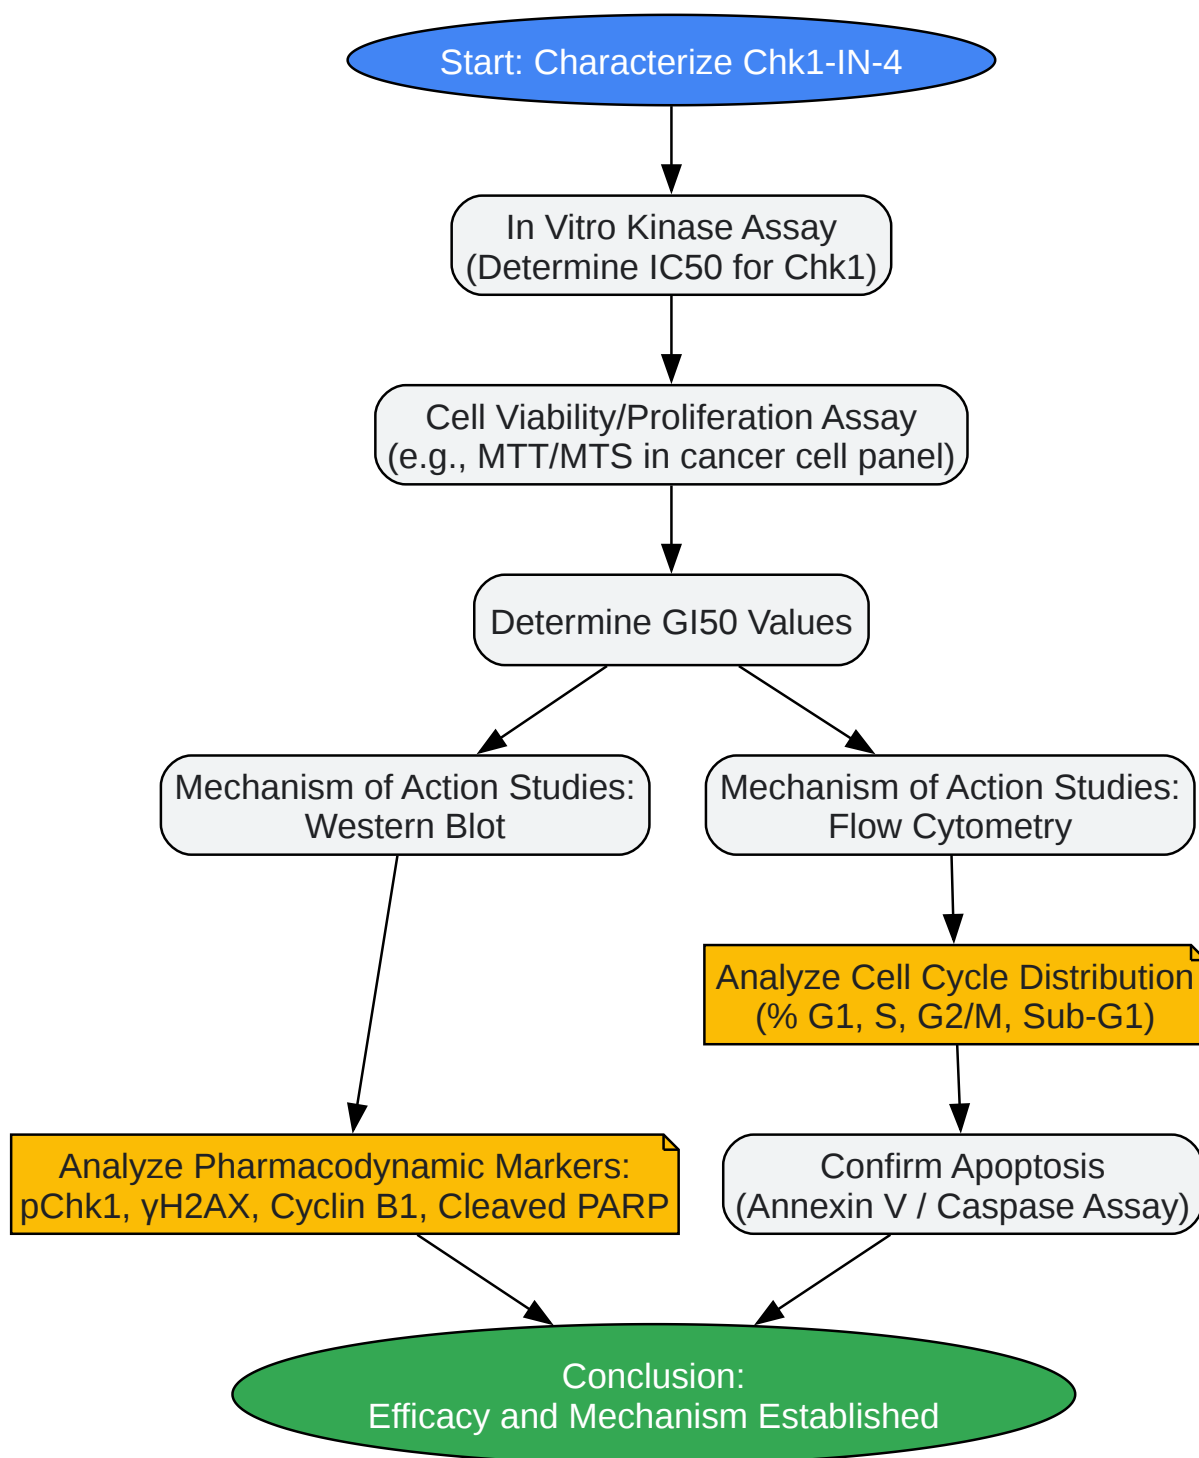 Start: Characterize Chk1-IN-4
In Vitro Kinase Assay
(Determine IC50 for Chk1)
Cell Viability/Proliferation Assay
(e.g., MTT/MTS in cancer cell panel)
Determine GI50 Values
Mechanism of Action Studies:
Western Blot
Mechanism of Action Studies:
Flow Cytometry
Analyze Cell Cycle Distribution
(% G1, S, G2/M, Sub-G1)
Analyze Pharmacodynamic Markers:
pChk1, γH2AX, Cyclin B1, Cleaved PARP
Confirm Apoptosis
(Annexin V / Caspase Assay)
Conclusion:
Efficacy and Mechanism Established